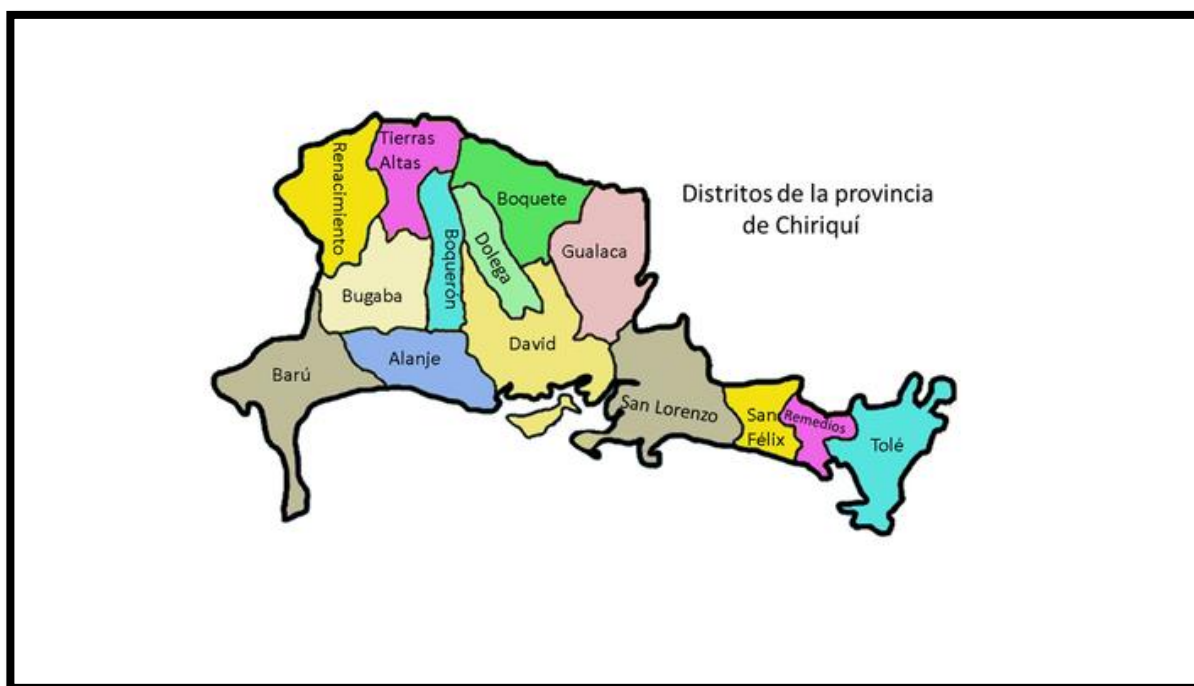 Tierras
Altas
Renacimiento
Boquete
Distritos de la provincia
de Chiriquí
Boquerón
Dolega
Gualaca
Bugaba
David
Alanje
Barú
San Lorenzo
San
Félix
Remedios
Tolé